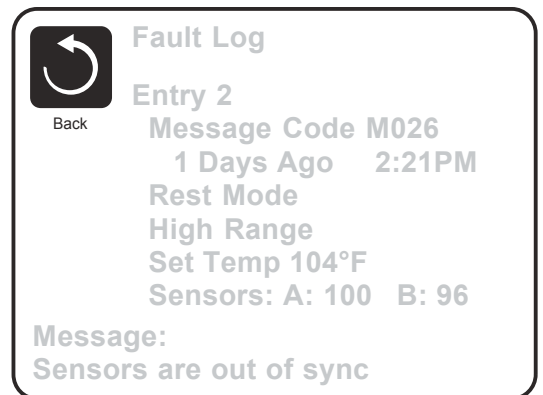 Fault Log
Back
Entry 2
Message Code M026
1 Days Ago 2:21PM
Rest Mode
High Range
Set Temp 104°F
Sensors: A: 100 B: 96
Message:
Sensors are out of sync